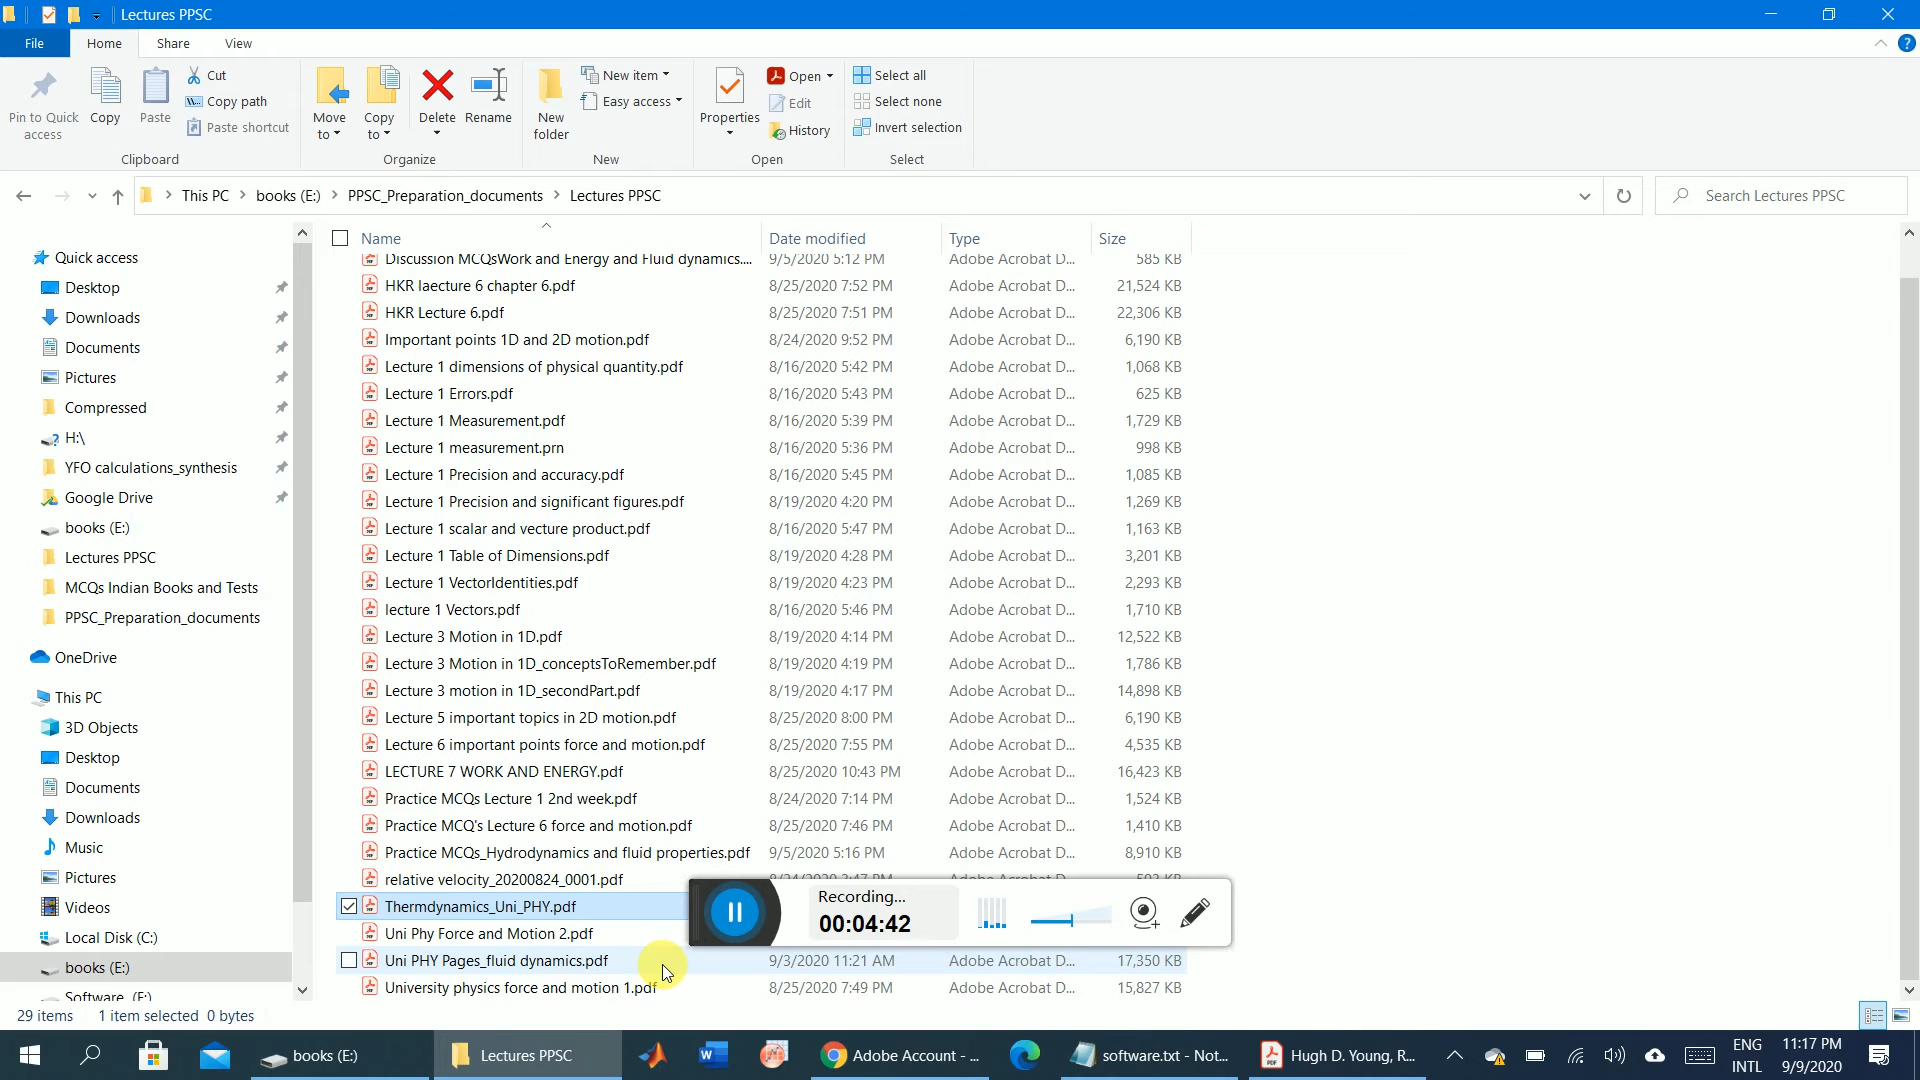 Lectures PPSC
File Home Share View
Pin to Quick access
Copy
Paste
Cut
Copy path
Paste shortcut
Clipboard
Move to
Copy to
Delete
Rename
Organize
New folder
New item
Easy access
New
Properties
Open
Edit
History
Open
Select all
Select none
Invert selection
Select
This PC > books (E:) > PPSC_Preparation_documents > Lectures PPSC
Search Lectures PPSC
Quick access
Desktop
Downloads
Documents
Pictures
Compressed
H:\
YFO calculations_synthesis
Google Drive
books (E:)
Lectures PPSC
MCQs Indian Books and Tests
PPSC_Preparation_documents
OneDrive
This PC
3D Objects
Desktop
Documents
Downloads
Music
Pictures
Videos
Local Disk (C:)
books (E:)
Software (F:)
Name Date modified Type Size
Discussion MCQsWork and Energy and Fluid dynamics.... 9/5/2020 5:12 PM Adobe Acrobat D... 585 KB
HKR laecture 6 chapter 6.pdf 8/25/2020 7:52 PM Adobe Acrobat D... 21,524 KB
HKR Lecture 6.pdf 8/25/2020 7:51 PM Adobe Acrobat D... 22,306 KB
Important points 1D and 2D motion.pdf 8/24/2020 9:52 PM Adobe Acrobat D... 6,190 KB
Lecture 1 dimensions of physical quantity.pdf 8/16/2020 5:42 PM Adobe Acrobat D... 1,068 KB
Lecture 1 Errors.pdf 8/16/2020 5:43 PM Adobe Acrobat D... 625 KB
Lecture 1 Measurement.pdf 8/16/2020 5:39 PM Adobe Acrobat D... 1,729 KB
Lecture 1 measurement.prn 8/16/2020 5:36 PM Adobe Acrobat D... 998 KB
Lecture 1 Precision and accuracy.pdf 8/16/2020 5:45 PM Adobe Acrobat D... 1,085 KB
Lecture 1 Precision and significant figures.pdf 8/19/2020 4:20 PM Adobe Acrobat D... 1,269 KB
Lecture 1 scalar and vecture product.pdf 8/16/2020 5:47 PM Adobe Acrobat D... 1,163 KB
Lecture 1 Table of Dimensions.pdf 8/19/2020 4:28 PM Adobe Acrobat D... 3,201 KB
Lecture 1 VectorIdentities.pdf 8/19/2020 4:23 PM Adobe Acrobat D... 2,293 KB
lecture 1 Vectors.pdf 8/16/2020 5:46 PM Adobe Acrobat D... 1,710 KB
Lecture 3 Motion in 1D.pdf 8/19/2020 4:14 PM Adobe Acrobat D... 12,522 KB
Lecture 3 Motion in 1D_conceptsToRemember.pdf 8/19/2020 4:19 PM Adobe Acrobat D... 1,786 KB
Lecture 3 motion in 1D_secondPart.pdf 8/19/2020 4:17 PM Adobe Acrobat D... 14,898 KB
Lecture 5 important topics in 2D motion.pdf 8/25/2020 8:00 PM Adobe Acrobat D... 6,190 KB
Lecture 6 important points force and motion.pdf 8/25/2020 7:55 PM Adobe Acrobat D... 4,535 KB
LECTURE 7 WORK AND ENERGY.pdf 8/25/2020 10:43 PM Adobe Acrobat D... 16,423 KB
Practice MCQs Lecture 1 2nd week.pdf 8/24/2020 7:14 PM Adobe Acrobat D... 1,524 KB
Practice MCQ's Lecture 6 force and motion.pdf 8/25/2020 7:46 PM Adobe Acrobat D... 1,410 KB
Practice MCQs_Hydrodynamics and fluid properties.pdf 9/5/2020 5:16 PM Adobe Acrobat D... 8,910 KB
relative velocity_20200824_0001.pdf
Thermdynamics_Uni_PHY.pdf
Uni Phy Force and Motion 2.pdf
Uni PHY Pages_fluid dynamics.pdf 9/3/2020 11:21 AM Adobe Acrobat D... 17,350 KB
University physics force and motion 1.pdf 8/25/2020 7:49 PM Adobe Acrobat D... 15,827 KB
Recording...
00:04:42
29 items 1 item selected 0 bytes
books (E:)
Lectures PPSC
Adobe Account - ...
software.txt - Not...
Hugh D. Young, R...
ENG
INTL
11:17 PM
9/9/2020